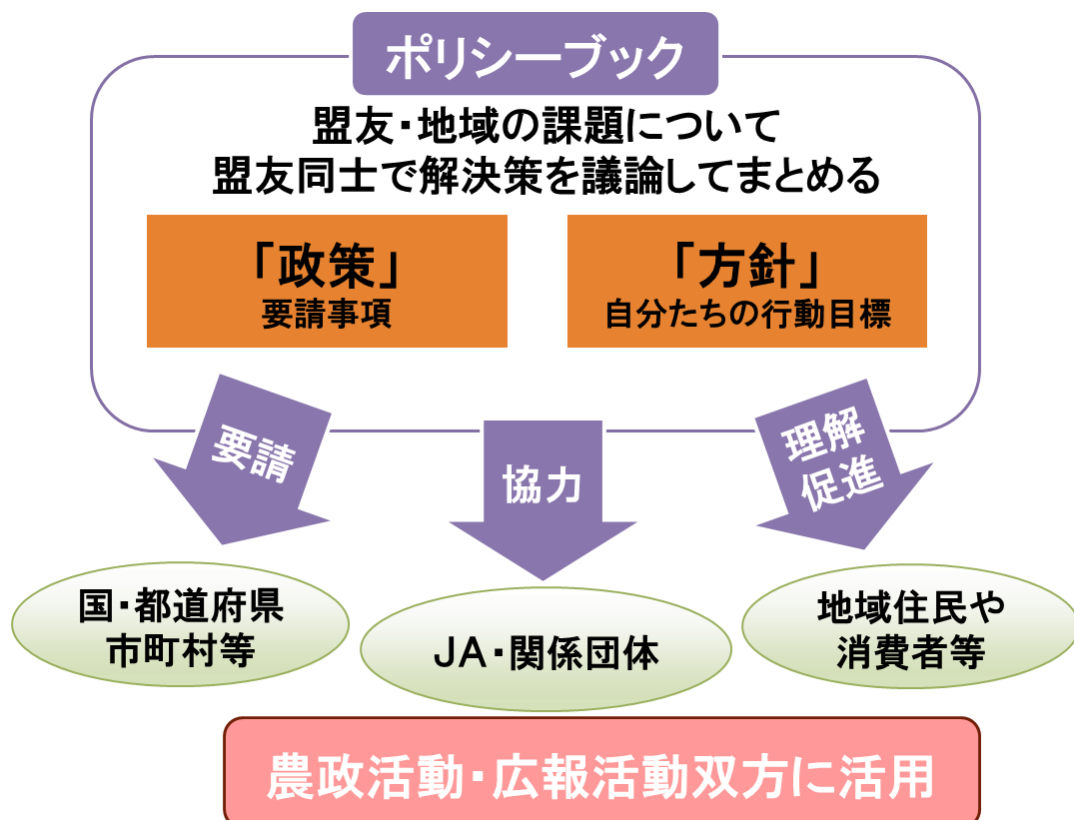 ポリシーブック
盟友・地域の課題について
盟友同士で解決策を議論してまとめる
「政策」
要請事項
「方針」
自分たちの行動目標
要請
協力
理解
促進
国・都道府県
市町村等
JA・関係団体
地域住民や
消費者等
農政活動・広報活動双方に活用